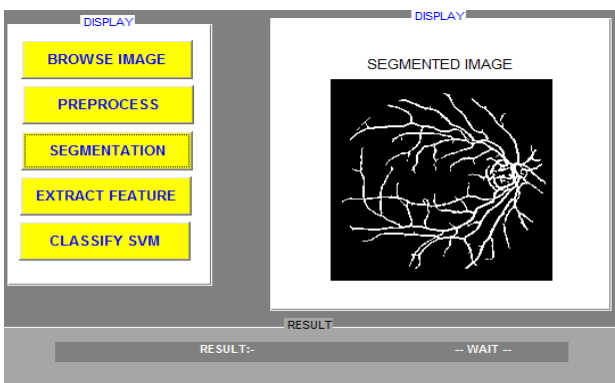 DISPLAY
BROWSE IMAGE
PREPROCESS
SEGMENTATION
EXTRACT FEATURE
CLASSIFY SVM
DISPLAY
SEGMENTED IMAGE
RESULT
RESULT:- -- WAIT --